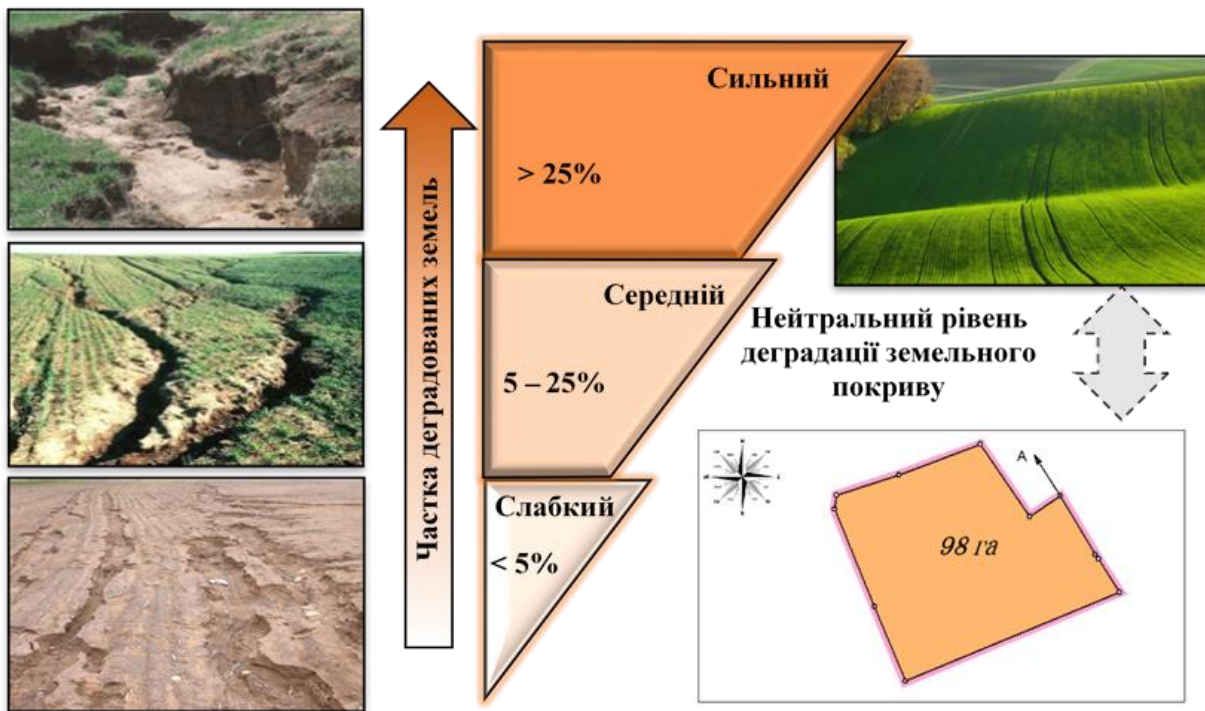 Частка деградованих земель
Сильний
> 25%
Середній
5 – 25%
Слабкий
< 5%
Нейтральний рівень
деградації земельного
покриву
А
98 га